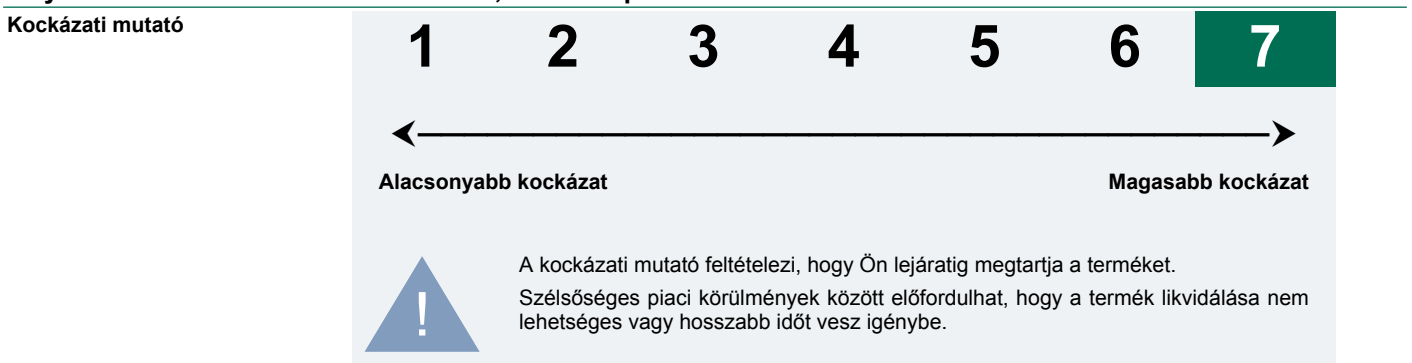 Kockázati mutató
1 2 3 4 5 6 7
Alacsonyabb kockázat Magasabb kockázat
A kockázati mutató feltételezi, hogy Ön lejáratig megtartja a terméket.
Szélsőséges piaci körülmények között előfordulhat, hogy a termék likvidálása nem
lehetséges vagy hosszabb időt vesz igénybe.
!